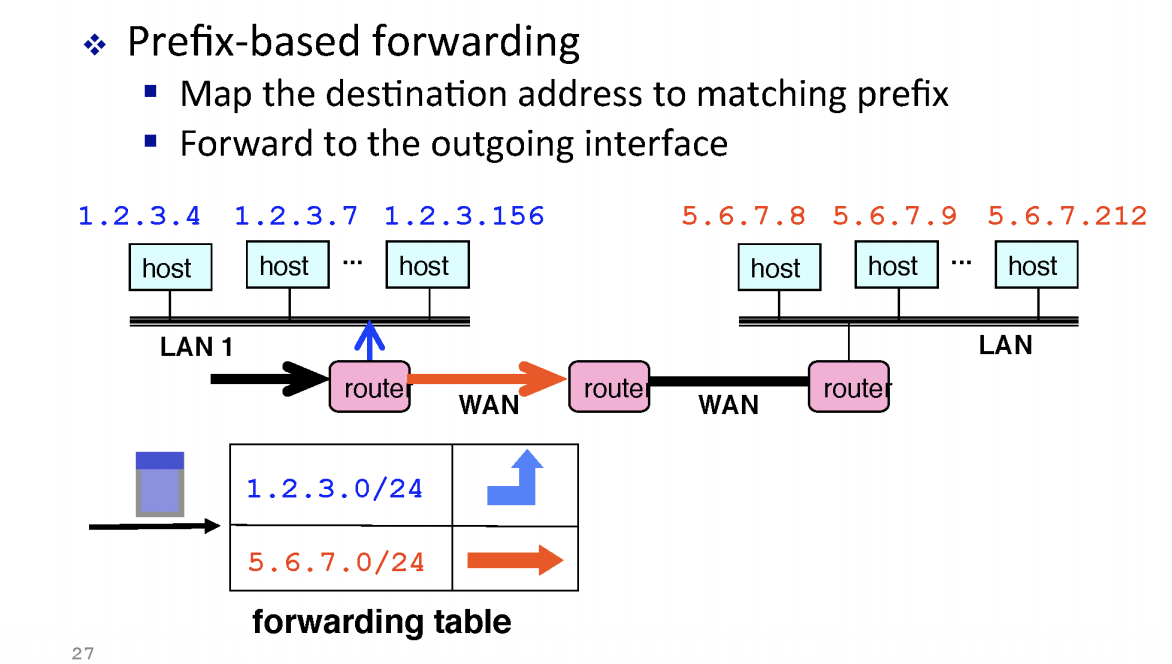 ❖ Prefix-based forwarding
▪ Map the destination address to matching prefix
▪ Forward to the outgoing interface
1.2.3.4 1.2.3.7 1.2.3.156 5.6.7.8 5.6.7.9 5.6.7.212
host host ... host host host ... host
LAN 1 LAN
router router router
WAN WAN
1.2.3.0/24
5.6.7.0/24
forwarding table
27